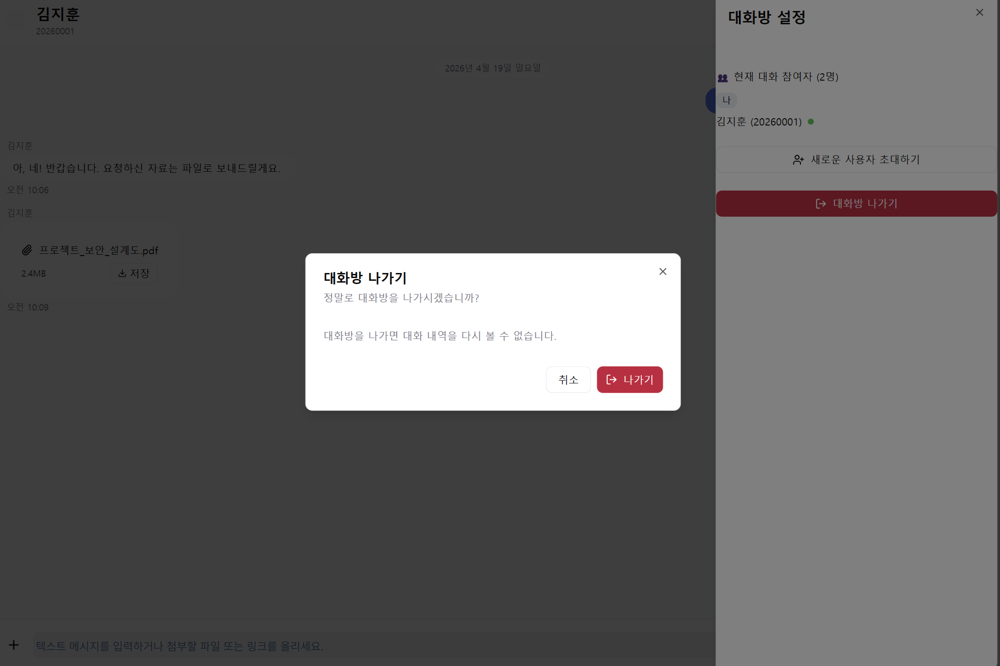 김지훈
20260001
2026년 4월 19일 일요일
김지훈
아, 네! 반갑습니다. 요청하신 자료는 파일로 보내드릴게요.
오전 10:06
김지훈
프로젝트_보안_설계도.pdf
2.4MB
저장
오전 10:09
텍스트 메시지를 입력하거나 첨부할 파일 또는 링크를 올리세요.
대화방 설정
현재 대화 참여자 (2명)
나
김지훈 (20260001)
새로운 사용자 초대하기
대화방 나가기
대화방 나가기
정말로 대화방을 나가시겠습니까?
대화방을 나가면 대화 내역을 다시 볼 수 없습니다.
취소
나가기